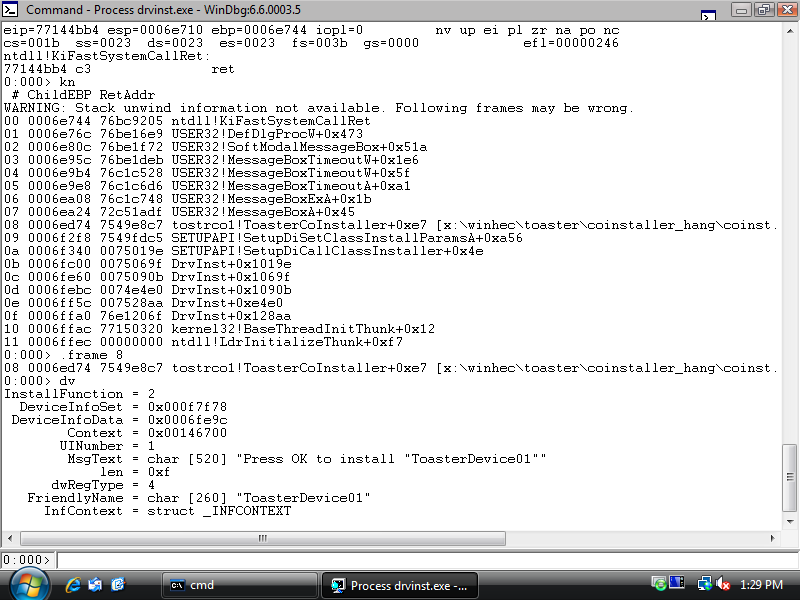 Command - Process drvinst.exe - WinDbg:6.6.0003.5
eip=77144bb4 esp=0006e710 ebp=0006e744 iopl=0         nv up ei pl zr na po nc
cs=001b  ss=0023  ds=0023  es=0023  fs=003b  gs=0000             efl=00000246
ntdll!KiFastSystemCallRet:
77144bb4 c3              ret
0:000> kn
 # ChildEBP RetAddr
WARNING: Stack unwind information not available. Following frames may be wrong.
00 0006e744 76bc9205 ntdll!KiFastSystemCallRet
01 0006e76c 76be16e9 USER32!DefDlgProcW+0x473
02 0006e80c 76be1f72 USER32!SoftModalMessageBox+0x51a
03 0006e95c 76be1deb USER32!MessageBoxTimeoutW+0x1e6
04 0006e9b4 76c1c528 USER32!MessageBoxTimeoutW+0x5f
05 0006e9e8 76c1c6d6 USER32!MessageBoxTimeoutA+0xa1
06 0006ea08 76c1c748 USER32!MessageBoxExA+0x1b
07 0006ea24 72c51adf USER32!MessageBoxA+0x45
08 0006ed74 7549e8c7 tostrco1!ToasterCoInstaller+0xe7 [x:\winhec\toaster\coinstaller_hang\coinst.
09 0006f2f8 7549fdc5 SETUPAPI!SetupDiSetClassInstallParamsA+0xa56
0a 0006f340 0075019e SETUPAPI!SetupDiCallClassInstaller+0x4e
0b 0006fc00 0075069f DrvInst+0x1019e
0c 0006fe60 0075090b DrvInst+0x1069f
0d 0006febc 0074e4e0 DrvInst+0x1090b
0e 0006ff5c 007528aa DrvInst+0xe4e0
0f 0006ffa0 76e1206f DrvInst+0x128aa
10 0006ffac 77150320 kernel32!BaseThreadInitThunk+0x12
11 0006ffec 00000000 ntdll!LdrInitializeThunk+0xf7
0:000> .frame 8
08 0006ed74 7549e8c7 tostrco1!ToasterCoInstaller+0xe7 [x:\winhec\toaster\coinstaller_hang\coinst.
0:000> dv
InstallFunction = 2
  DeviceInfoSet = 0x000f7f78
 DeviceInfoData = 0x0006fe9c
        Context = 0x00146700
       UINumber = 1
        MsgText = char [520] "Press OK to install "ToasterDevice01""
            len = 0xf
      dwRegType = 4
   FriendlyName = char [260] "ToasterDevice01"
     InfContext = struct _INFCONTEXT
0:000>
cmd
Process drvinst.exe -...
1:29 PM